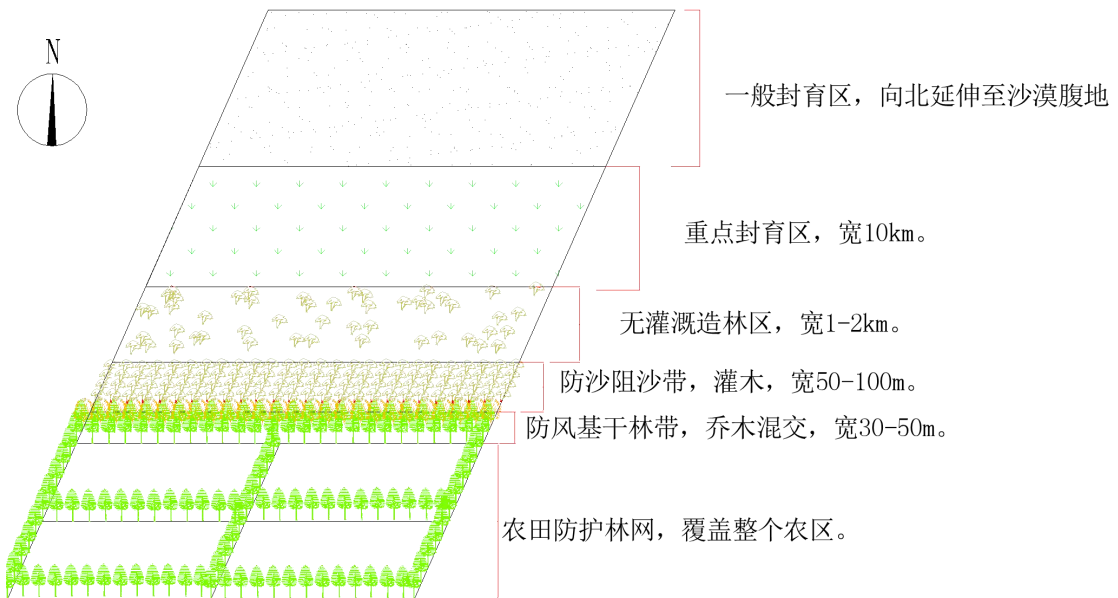 N
一般封育区，向北延伸至沙漠腹地
重点封育区，宽10km。
无灌溉造林区，宽1-2km。
防沙阻沙带，灌木，宽50-100m。
防风基干林带，乔木混交，宽30-50m。
农田防护林网，覆盖整个农区。